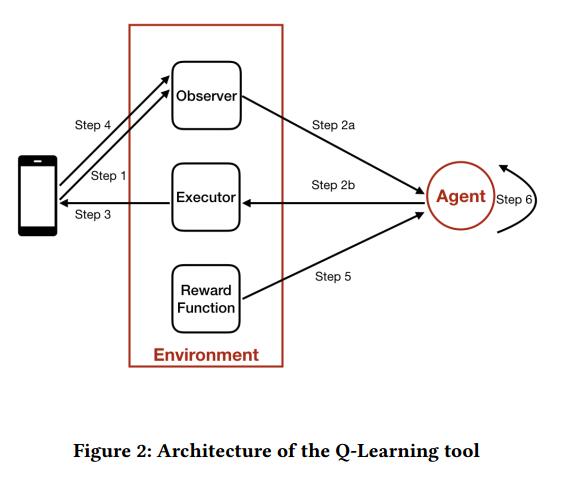 Observer
Step 4
Step 2a
Step 1
Step 2b
Executor
Agent
Step 6
Step 3
Step 5
Reward
Function
Environment
Figure 2: Architecture of the Q-Learning tool